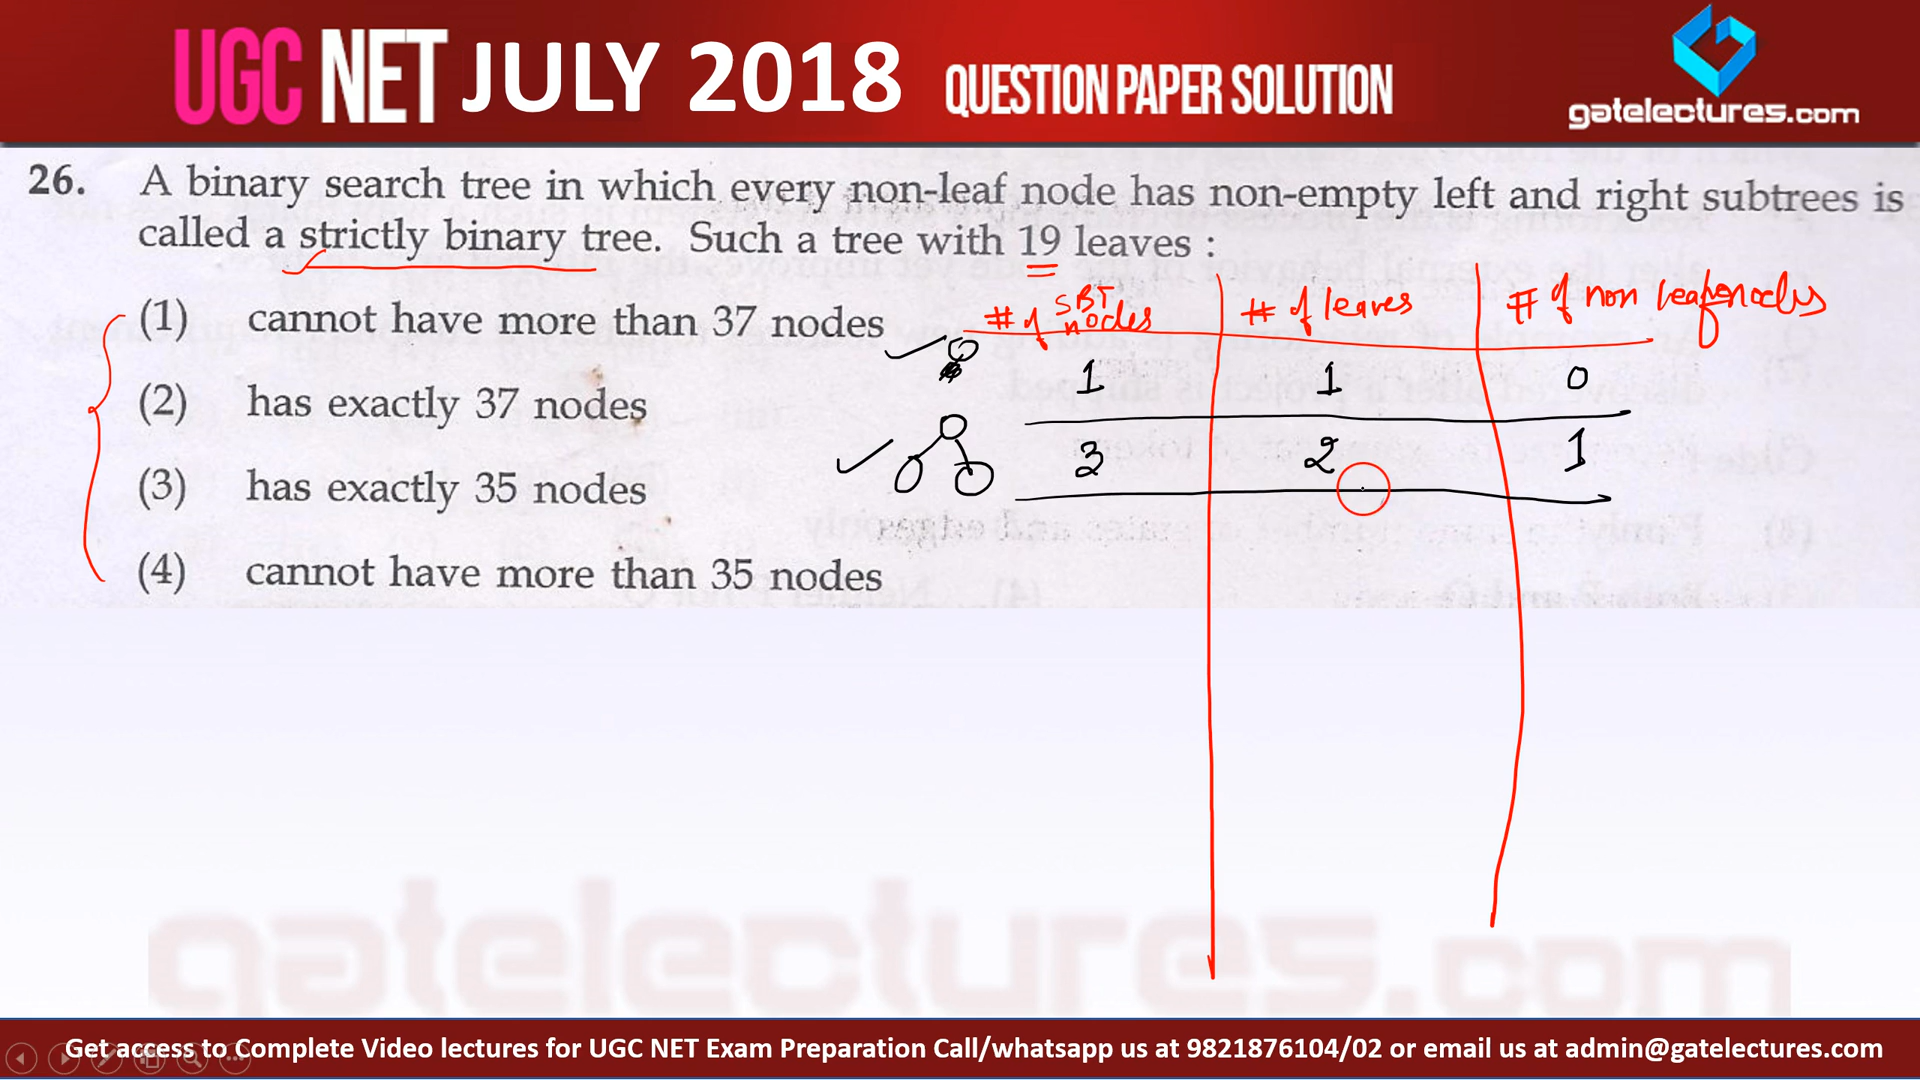 UGC NET JULY 2018 QUESTION PAPER SOLUTION
gatelectures.com
26. A binary search tree in which every non-leaf node has non-empty left and right subtrees is
called a strictly binary tree. Such a tree with 19 leaves :
(1) cannot have more than 37 nodes
(2) has exactly 37 nodes
(3) has exactly 35 nodes
(4) cannot have more than 35 nodes
# of SBT nodes # of leaves # of non leaf nodes
1 1 0
3 2 1
gatelectures.com
Get access to Complete Video lectures for UGC NET Exam Preparation Call/whatsapp us at 9821876104/02 or email us at admin@gatelectures.com